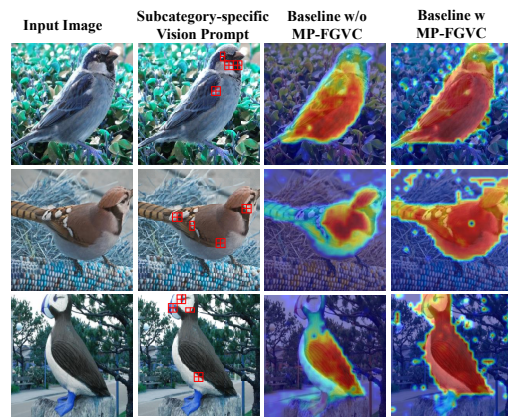 Input Image
Subcategory-specific
Vision Prompt
Baseline w/o
MP-FGVC
Baseline w
MP-FGVC